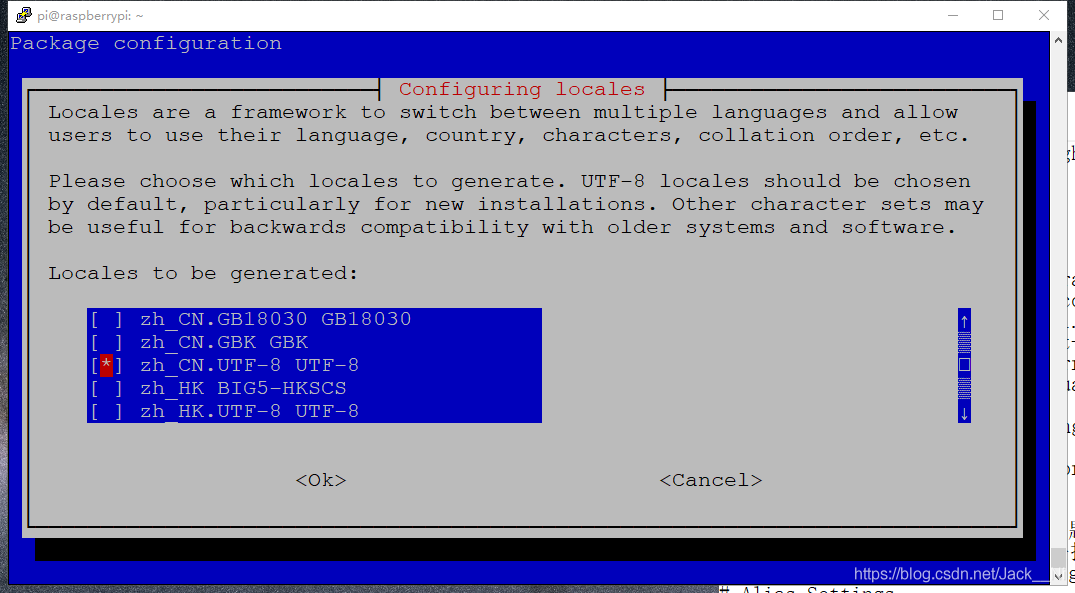 pi@raspberrypi: ~
Package configuration
Configuring locales
Locales are a framework to switch between multiple languages and allow
users to use their language, country, characters, collation order, etc.
Please choose which locales to generate. UTF-8 locales should be chosen
by default, particularly for new installations. Other character sets may
be useful for backwards compatibility with older systems and software.
Locales to be generated:
[ ] zh_CN.GB18030 GB18030
[ ] zh_CN.GBK GBK
[*] zh_CN.UTF-8 UTF-8
[ ] zh_HK BIG5-HKSCS
[ ] zh_HK.UTF-8 UTF-8
<Ok> <Cancel>
https://blog.csdn.net/Jack__
# Alias Settings